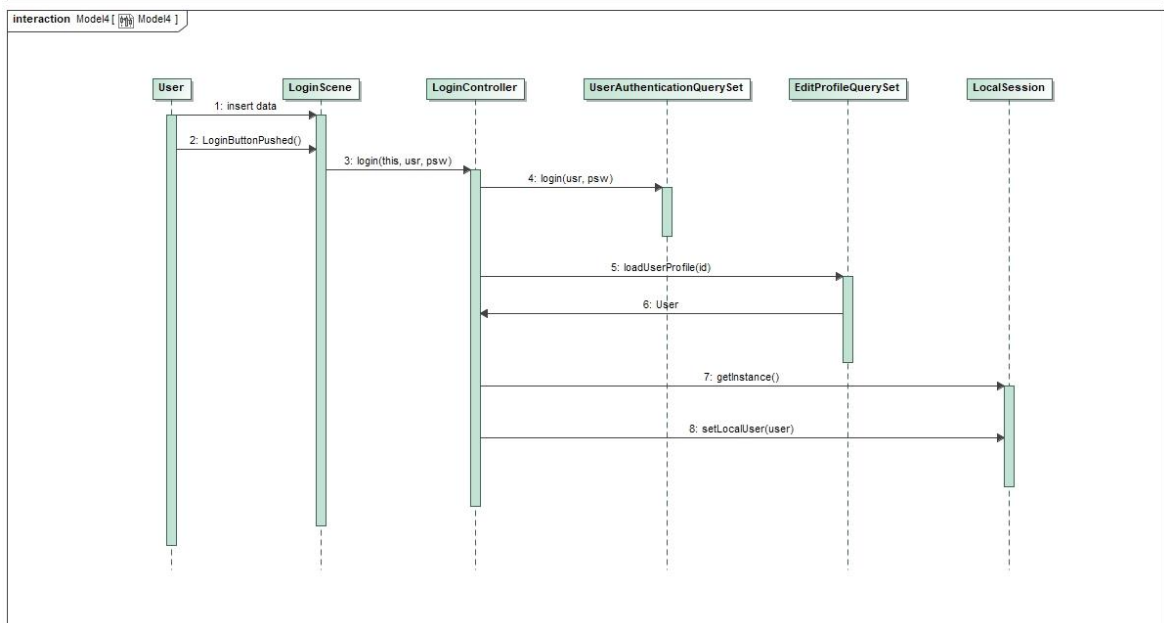 interaction Model4 [ Model4 ]
User
LoginScene
LoginController
UserAuthenticationQuerySet
EditProfileQuerySet
LocalSession
1: insert data
2: LoginButtonPushed()
3: login(this, usr, psw)
4: login(usr, psw)
5: loadUserProfile(id)
6: User
7: getInstance()
8: setLocalUser(user)